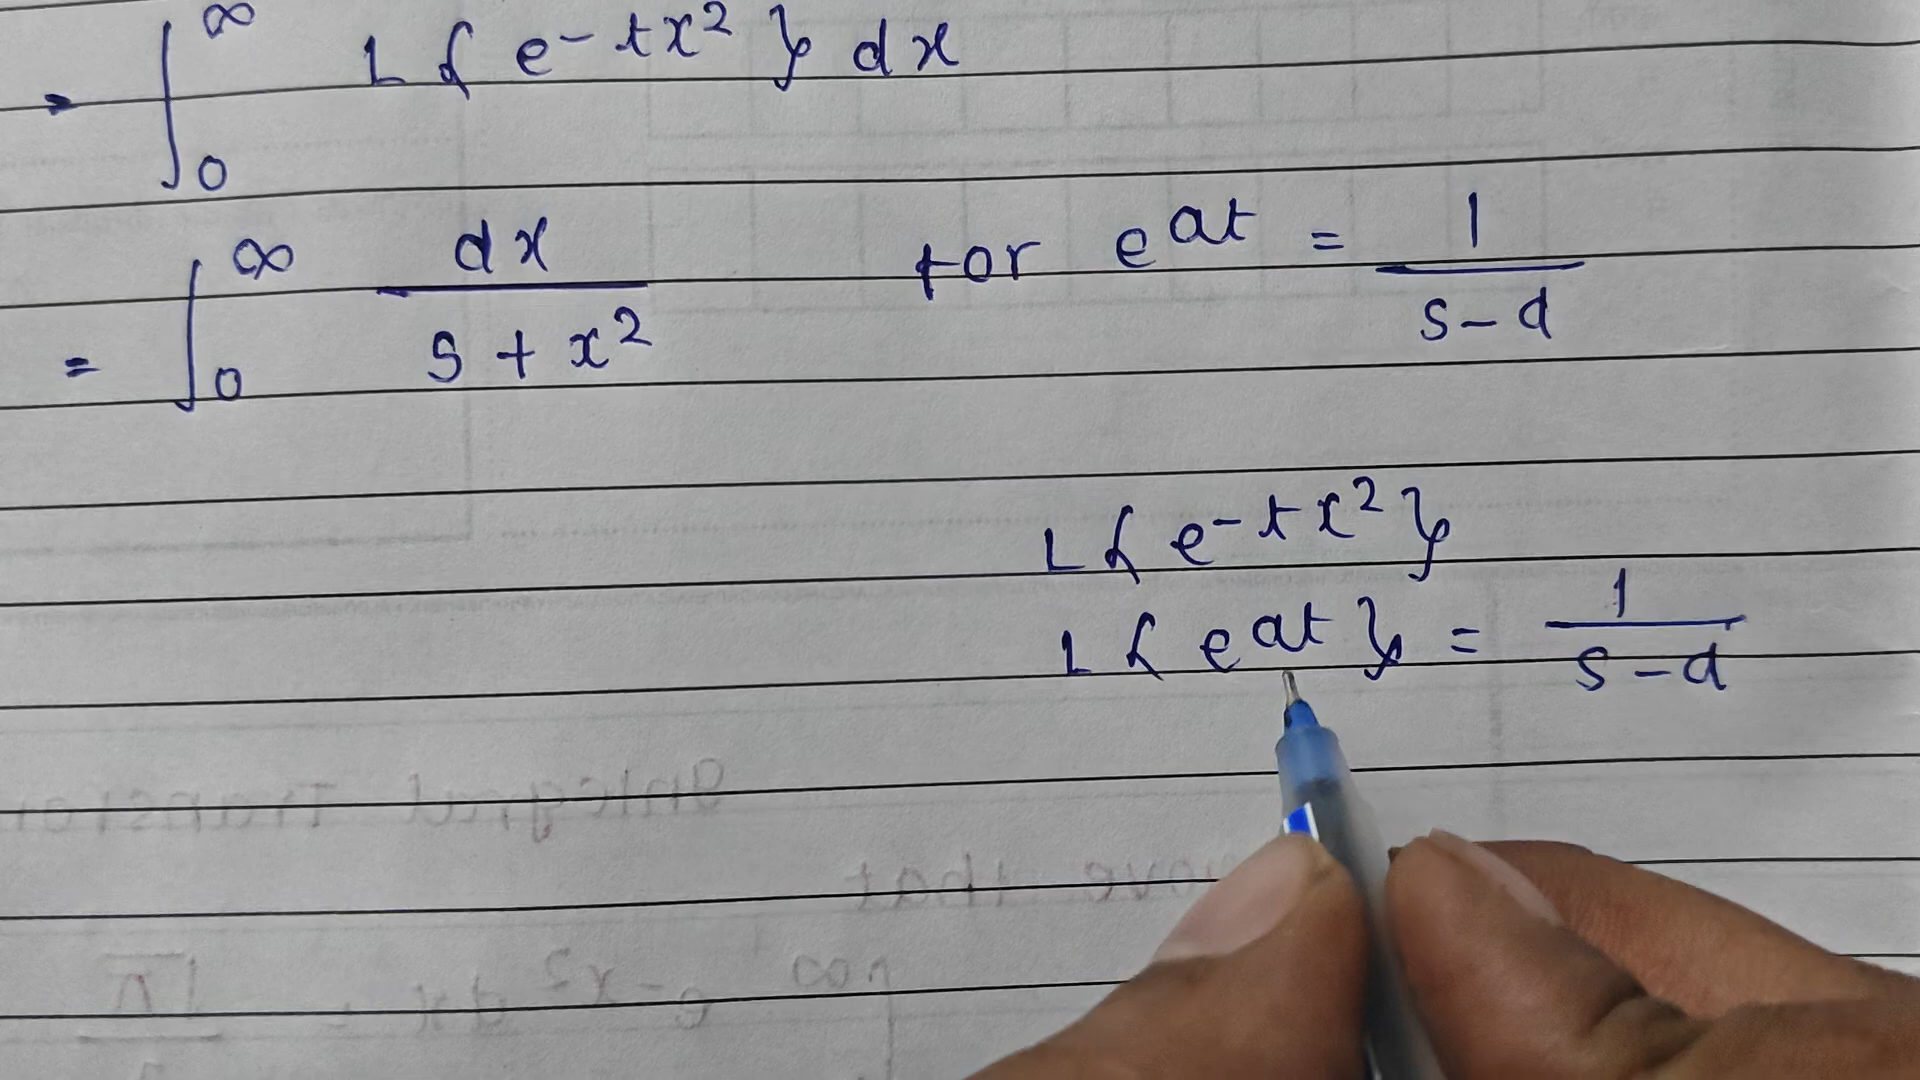 ∫₀^∞ L{e^-tx²} dx
= ∫₀^∞ dx / (s + x²) for e^at = 1 / (s - a)
L{e^-tx²}
L{e^at} = 1 / (s - a)